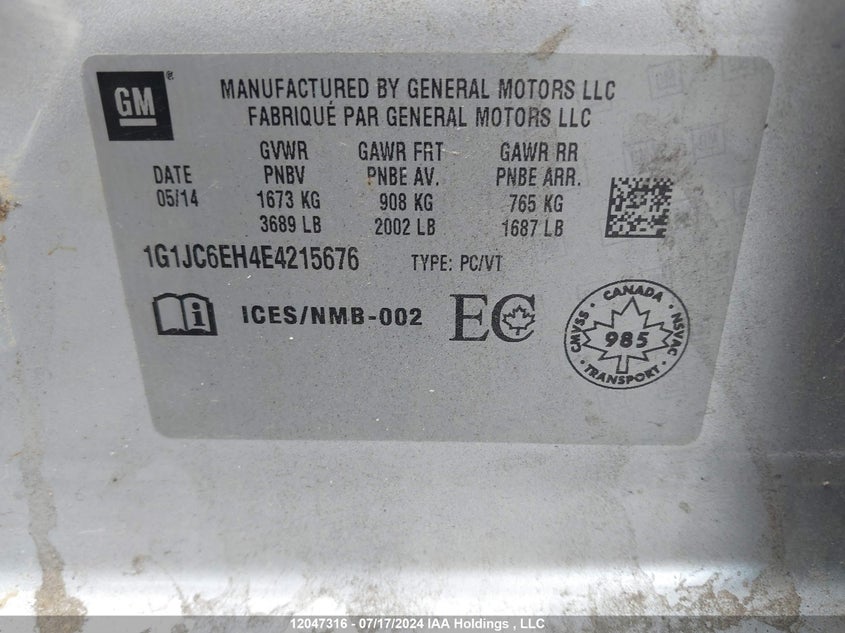 GM ®
MANUFACTURED BY GENERAL MOTORS LLC
FABRIQUÉ PAR GENERAL MOTORS LLC
GVWR GAWR FRT GAWR RR
DATE PNBV PNBE AV. PNBE ARR.
05/14 1673 KG 908 KG 765 KG
3689 LB 2002 LB 1687 LB
1G1JC6EH4E4215676 TYPE: PC/VT
i ICES/NMB-002 EC
CANADA
CMVSS 985 NSVAC
TRANSPORT
12047316 - 07/17/2024 IAA Holdings , LLC